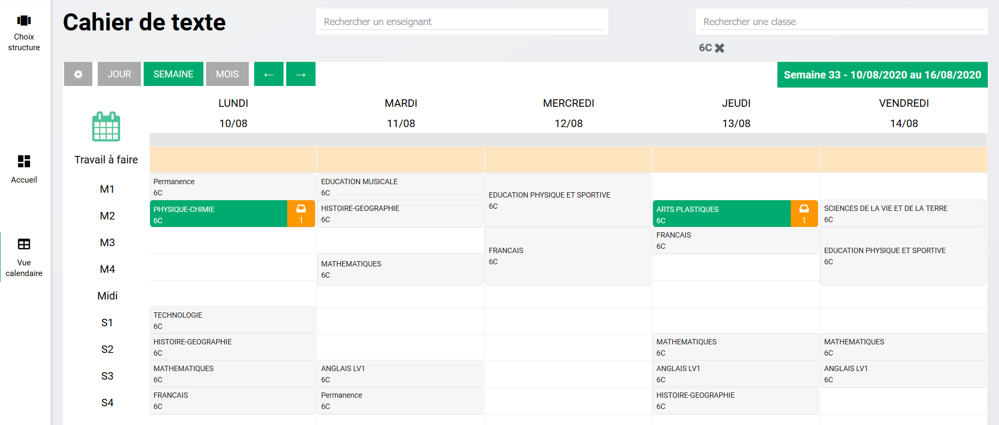 Choix
structure
Accueil
Vue
calendaire
Cahier de texte
Rechercher un enseignant
Rechercher une classe
6C ✖
JOUR SEMAINE MOIS ← →
Semaine 33 - 10/08/2020 au 16/08/2020
LUNDI MARDI MERCREDI JEUDI VENDREDI
10/08 11/08 12/08 13/08 14/08
Travail à faire
M1
M2
M3
M4
Midi
S1
S2
S3
S4
Permanence
6C
PHYSIQUE-CHIMIE
6C
1
TECHNOLOGIE
6C
HISTOIRE-GEOGRAPHIE
6C
MATHEMATIQUES
6C
FRANCAIS
6C
EDUCATION MUSICALE
6C
HISTOIRE-GEOGRAPHIE
6C
MATHEMATIQUES
6C
ANGLAIS LV1
6C
Permanence
6C
EDUCATION PHYSIQUE ET SPORTIVE
6C
FRANCAIS
6C
ARTS PLASTIQUES
6C
1
FRANCAIS
6C
MATHEMATIQUES
6C
ANGLAIS LV1
6C
HISTOIRE-GEOGRAPHIE
6C
SCIENCES DE LA VIE ET DE LA TERRE
6C
EDUCATION PHYSIQUE ET SPORTIVE
6C
MATHEMATIQUES
6C
ANGLAIS LV1
6C